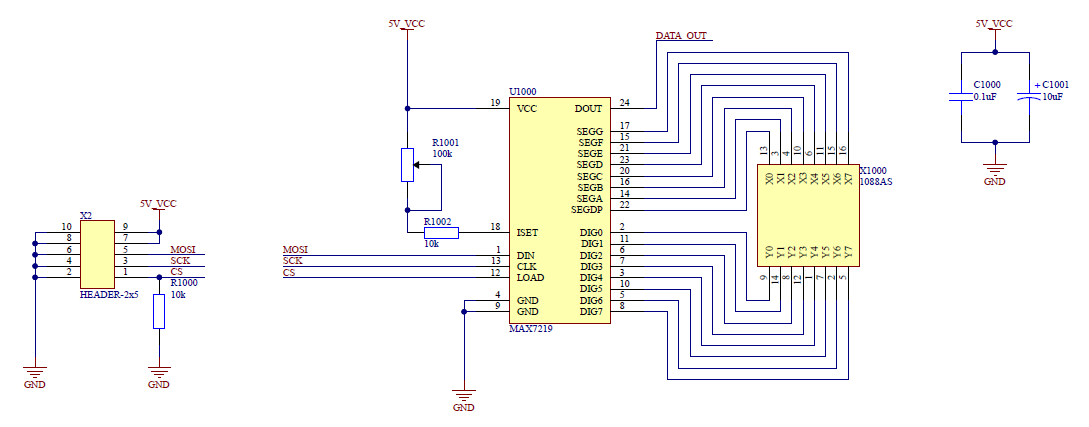 5V_VCC
5V_VCC
DATA_OUT
C1000
0.1uF
+ C1001
10uF
GND
U1000
19 VCC DOUT 24
SEGG 17
SEGF 15
SEGE 21
SEGD 23
SEGC 20
SEGB 16
SEGA 14
SEGDP 22
R1001
100k
R1002
10k
18 ISET DIG0 2
DIG1 11
1 DIN DIG2 6
13 CLK DIG3 7
12 LOAD DIG4 3
DIG5 10
4 GND DIG6 5
9 GND DIG7 8
MAX7219
MOSI
SCK
CS
GND
13 3 4 10 6 11 15 16
X0 X1 X2 X3 X4 X5 X6 X7
X1000
1088AS
Y0 Y1 Y2 Y3 Y4 Y5 Y6 Y7
9 14 8 12 1 7 2 5
5V_VCC
X2
10 9
8 7
6 5 MOSI
4 3 SCK
2 1 CS
HEADER-2x5
R1000
10k
GND
GND